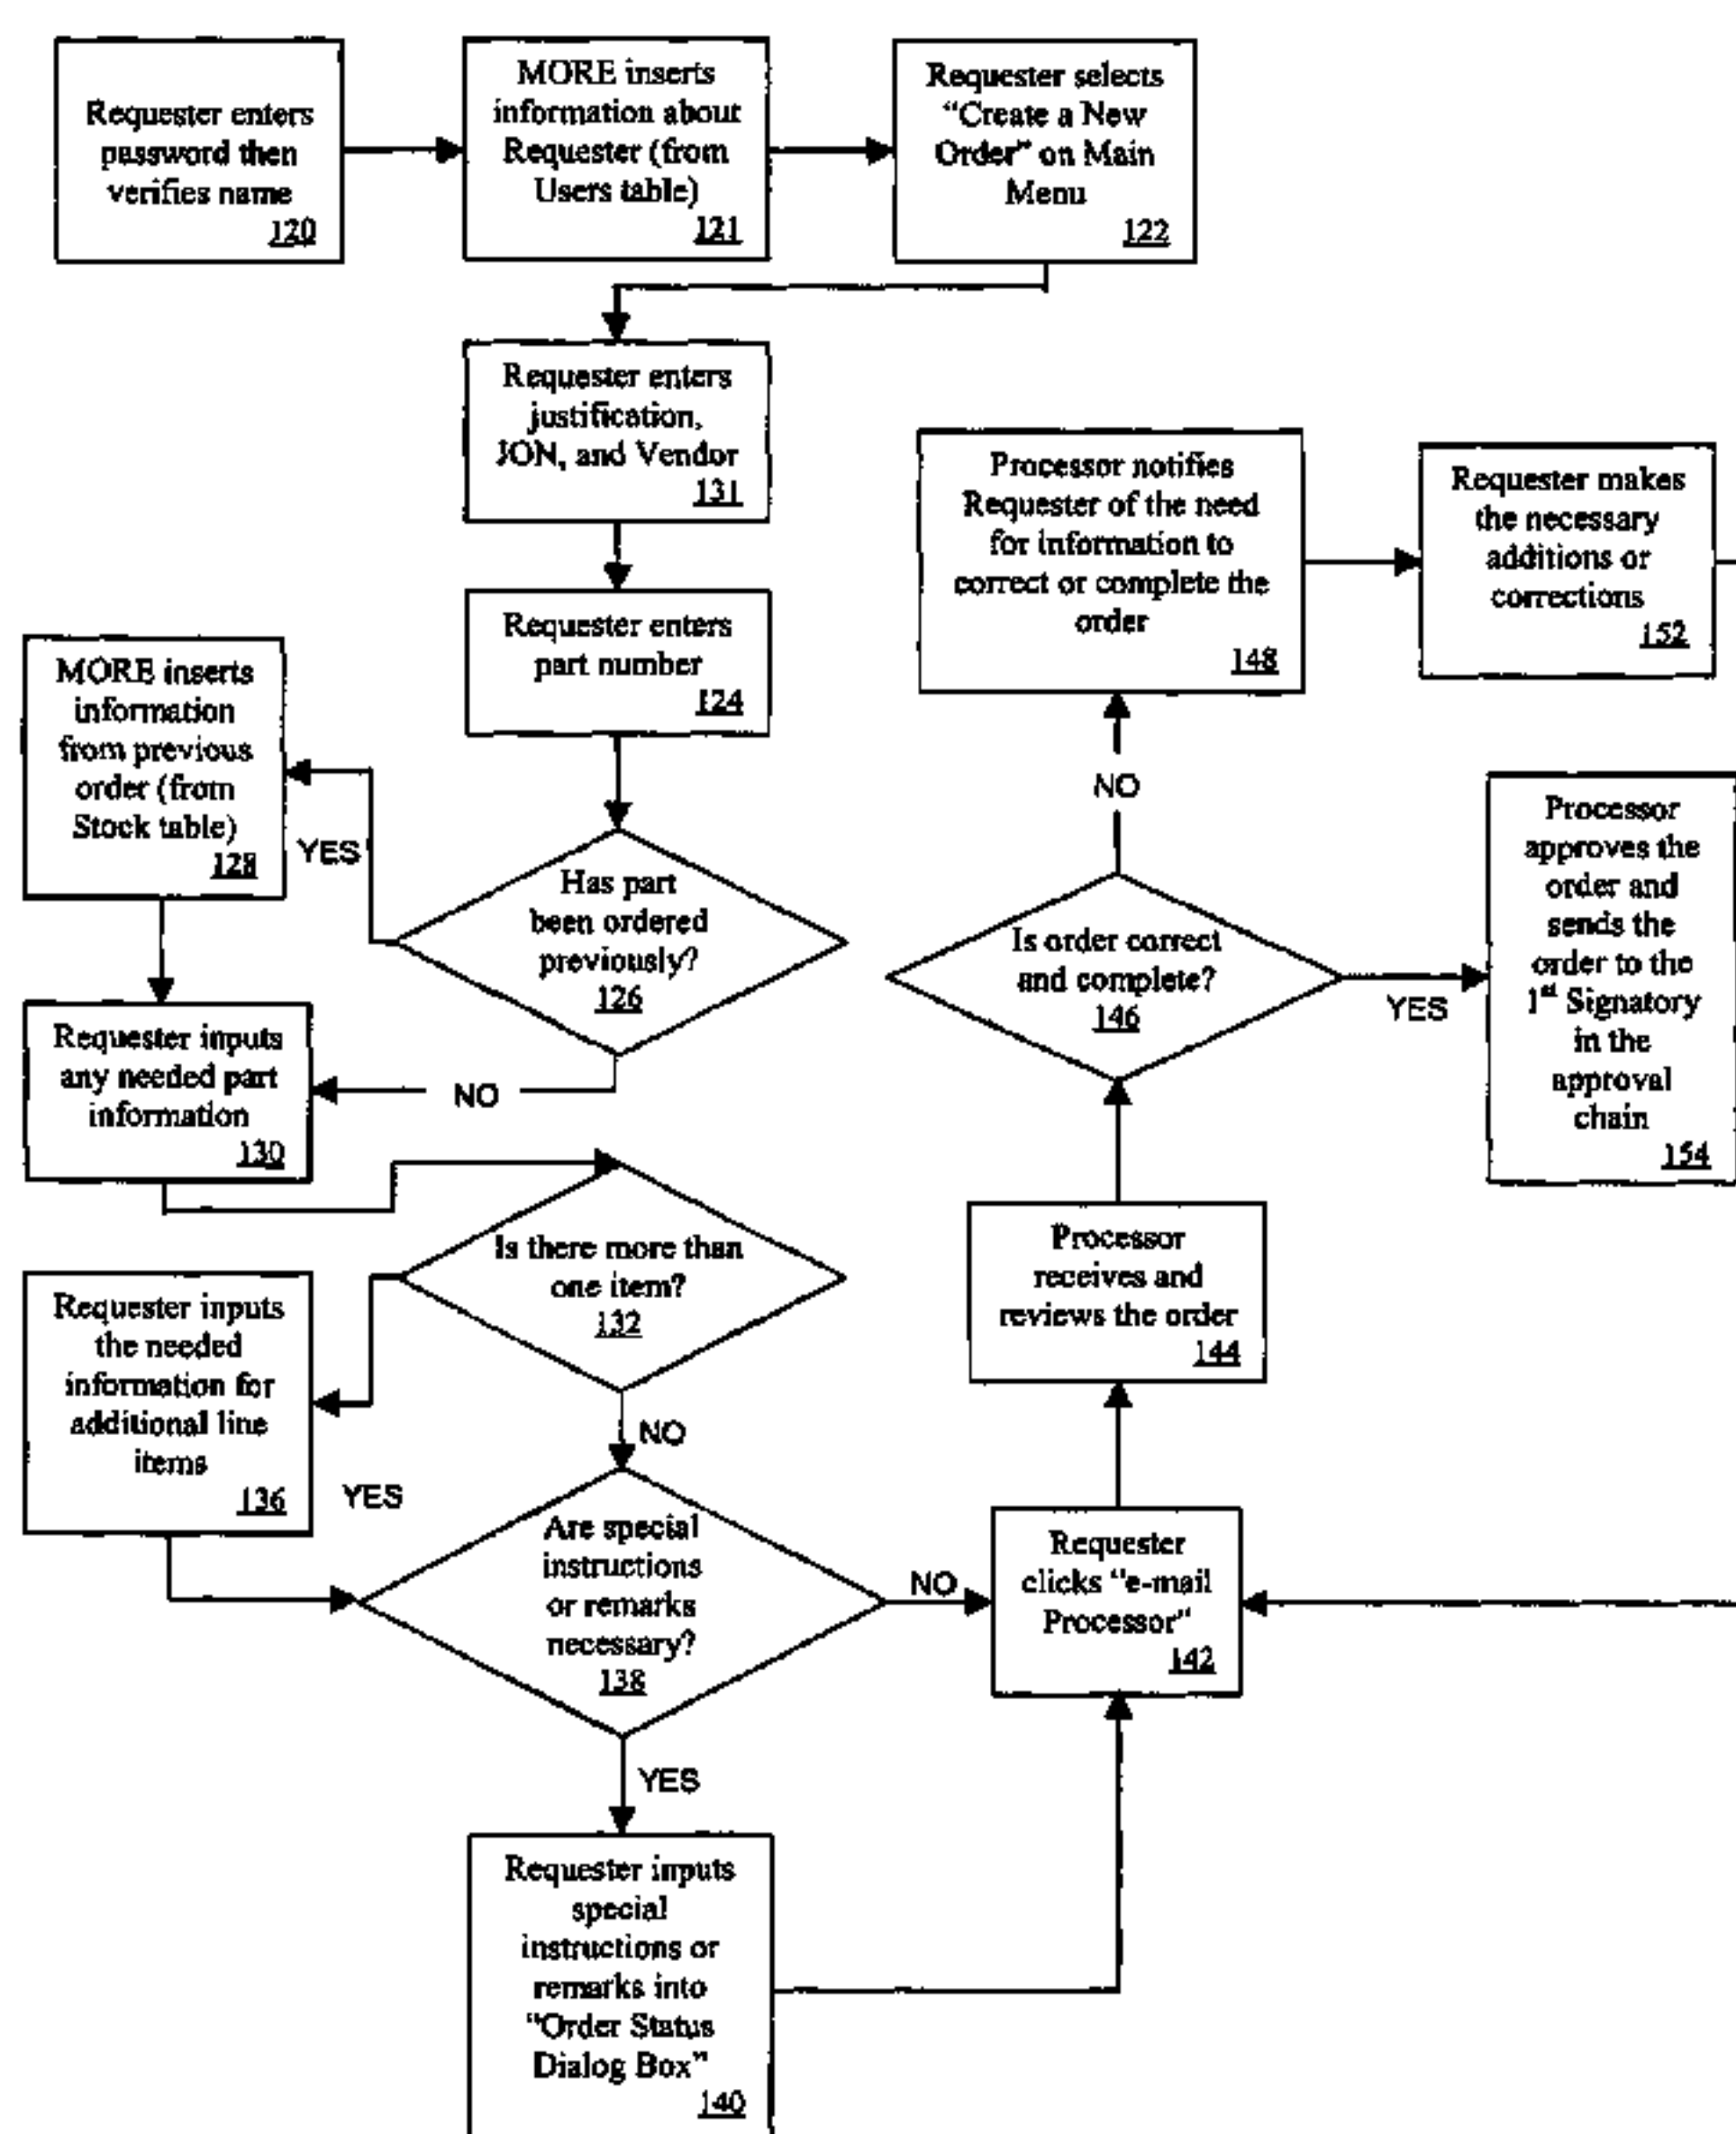 Requester enters
password then
verifies name
120
MORE inserts
information about
Requester (from
Users table)
121
Requester selects
“Create a New
Order” on Main
Menu
122
Requester enters
justification,
JON, and Vendor
131
Requester enters
part number
124
MORE inserts
information
from previous
order (from
Stock table)
128
YES
Has part
been ordered
previously?
126
NO
Requester inputs
any needed part
information
130
Is there more than
one item?
132
Requester inputs
the needed
information for
additional line
items
136
YES
NO
Are special
instructions
or remarks
necessary?
138
NO
YES
Requester inputs
special
instructions or
remarks into
“Order Status
Dialog Box”
140
Requester
clicks “e-mail
Processor”
142
Processor
receives and
reviews the order
144
Is order correct
and complete?
146
NO
YES
Processor notifies
Requester of the need
for information to
correct or complete the
order
148
Requester makes
the necessary
additions or
corrections
152
Processor
approves the
order and
sends the
order to the
1st Signatory
in the
approval
chain
154